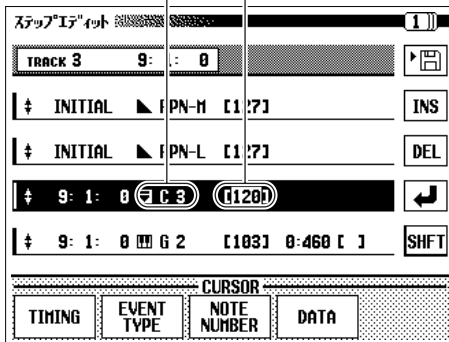 ステップエディット
1
TRACK 3 9: 1: 0
INITIAL RPN-M [127]
INS
INITIAL RPN-L [127]
DEL
9: 1: 0 C 3 [120]
9: 1: 0 G 2 [103] 0:460 [ ]
SHFT
CURSOR
TIMING
EVENT TYPE
NOTE NUMBER
DATA